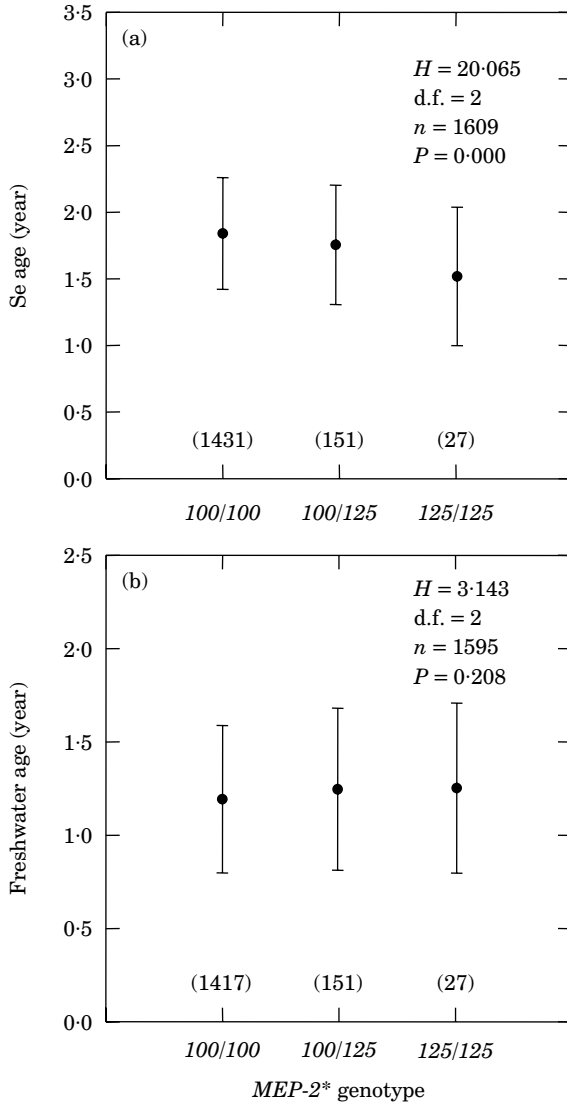 3·5
3·0
2·5
2·0
1·5
1·0
0·5
0·0
Se age (year)
(a)
H = 20·065
d.f. = 2
n = 1609
P = 0·000
(1431) (151) (27)
100/100 100/125 125/125
2·5
2·0
1·5
1·0
0·5
0·0
Freshwater age (year)
(b)
H = 3·143
d.f. = 2
n = 1595
P = 0·208
(1417) (151) (27)
100/100 100/125 125/125
MEP-2* genotype